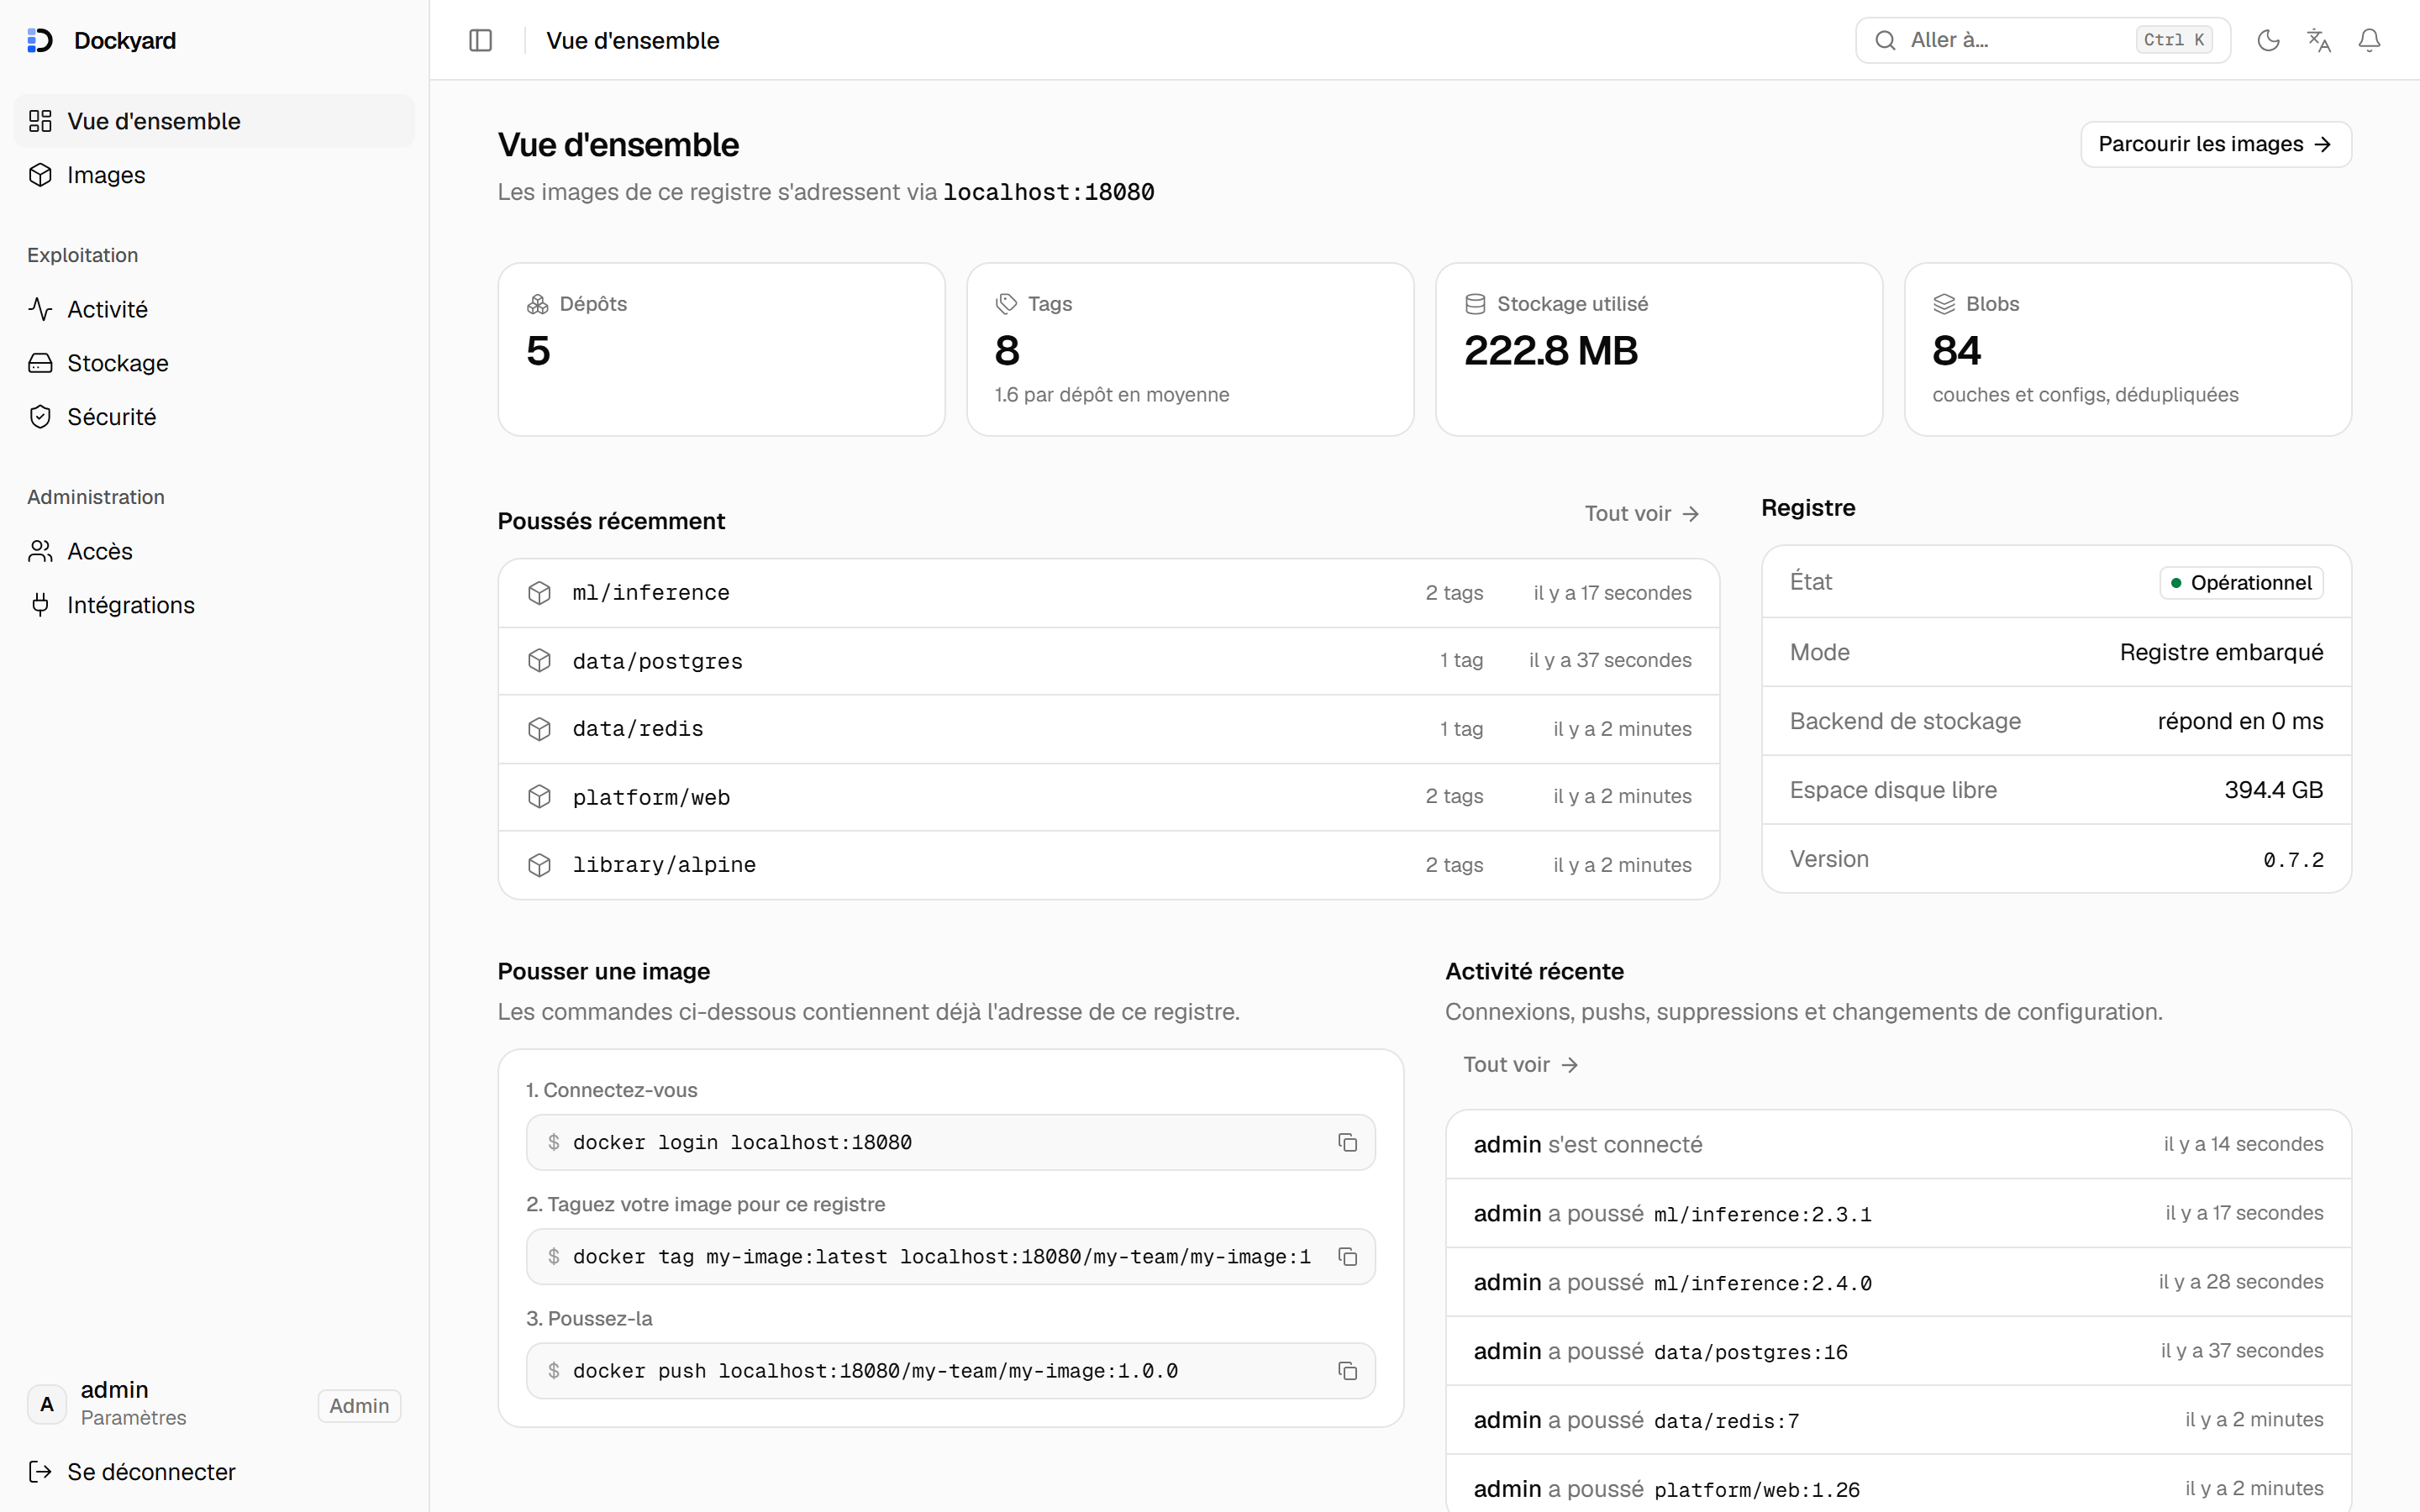 Dockyard
Vue d'ensemble
Images
Exploitation
Activité
Stockage
Sécurité
Administration
Accès
Intégrations
A
admin
Paramètres
Admin
Se déconnecter
Vue d'ensemble
Aller à...
Ctrl K
Vue d'ensemble
Les images de ce registre s'adressent via localhost:18080
Parcourir les images →
Dépôts
5
Tags
8
1.6 par dépôt en moyenne
Stockage utilisé
222.8 MB
Blobs
84
couches et configs, dédupliquées
Poussés récemment
Tout voir →
ml/inference 2 tags il y a 17 secondes
data/postgres 1 tag il y a 37 secondes
data/redis 1 tag il y a 2 minutes
platform/web 2 tags il y a 2 minutes
library/alpine 2 tags il y a 2 minutes
Registre
État Opérationnel
Mode Registre embarqué
Backend de stockage répond en 0 ms
Espace disque libre 394.4 GB
Version 0.7.2
Pousser une image
Les commandes ci-dessous contiennent déjà l'adresse de ce registre.
1. Connectez-vous
$ docker login localhost:18080
2. Taguez votre image pour ce registre
$ docker tag my-image:latest localhost:18080/my-team/my-image:1
3. Poussez-la
$ docker push localhost:18080/my-team/my-image:1.0.0
Activité récente
Connexions, pushs, suppressions et changements de configuration.
Tout voir →
admin s'est connecté il y a 14 secondes
admin a poussé ml/inference:2.3.1 il y a 17 secondes
admin a poussé ml/inference:2.4.0 il y a 28 secondes
admin a poussé data/postgres:16 il y a 37 secondes
admin a poussé data/redis:7 il y a 2 minutes
admin a poussé platform/web:1.26 il y a 2 minutes